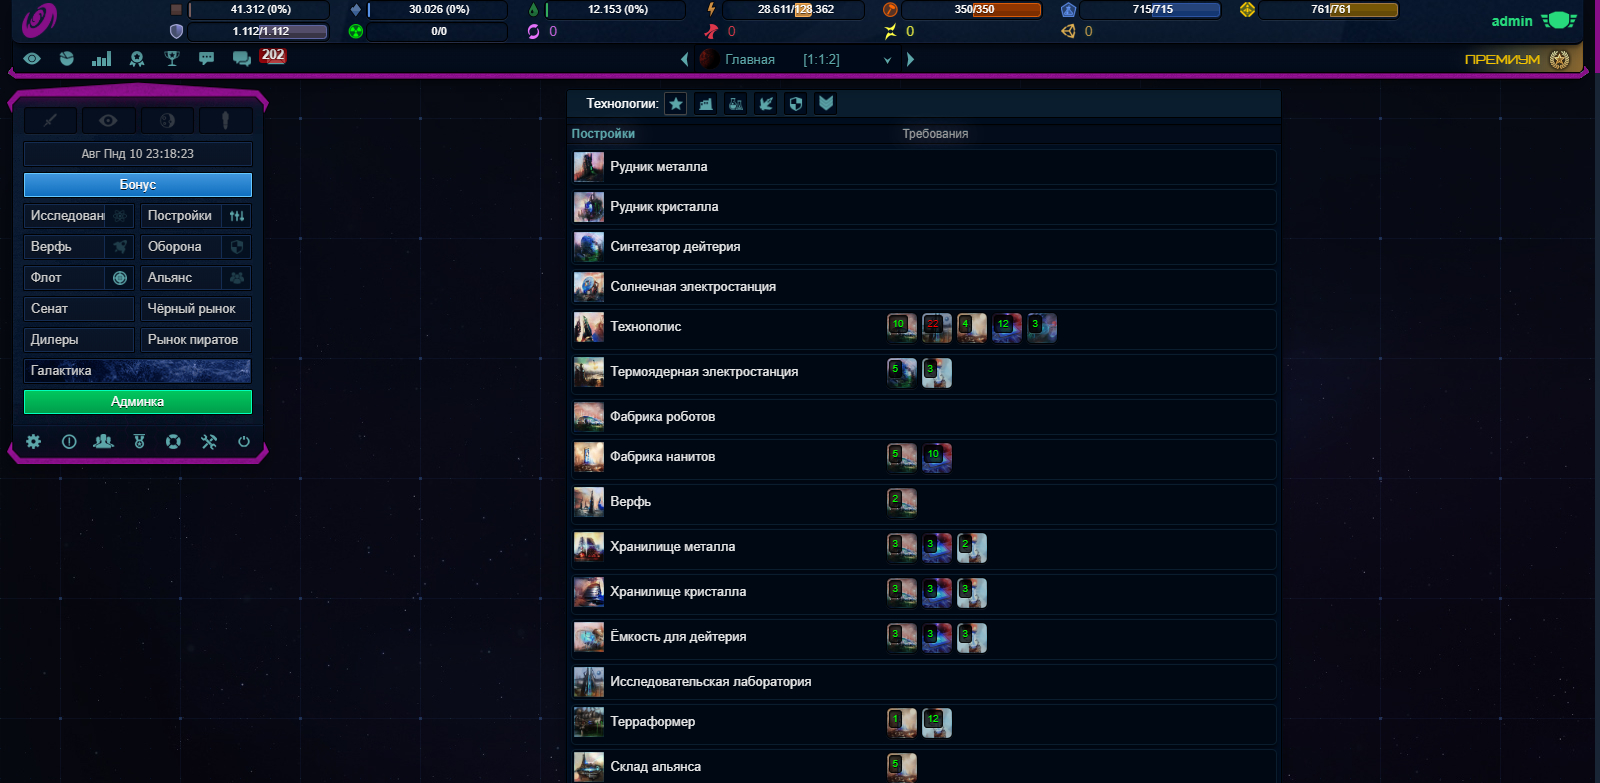 41.312 (0%) 30.026 (0%) 12.153 (0%) 28.611/128.362 350/350 715/715 761/761
1.112/1.112 0/0 0 0 0 0
admin
202
Главная [1:1:2]
ПРЕМИУМ
Авг Пнд 10 23:18:23
Бонус
Исследован Постройки
Верфь Оборона
Флот Альянс
Сенат Чёрный рынок
Дилеры Рынок пиратов
Галактика
Админка
Технологии:
Постройки Требования
Рудник металла
Рудник кристалла
Синтезатор дейтерия
Солнечная электростанция
Технополис 10 22 4 12 3
Термоядерная электростанция 5 3
Фабрика роботов
Фабрика нанитов 5 10
Верфь 2
Хранилище металла 3 3 2
Хранилище кристалла 3 3 3
Ёмкость для дейтерия 3 3 3
Исследовательская лаборатория
Терраформер 1 12
Склад альянса 5